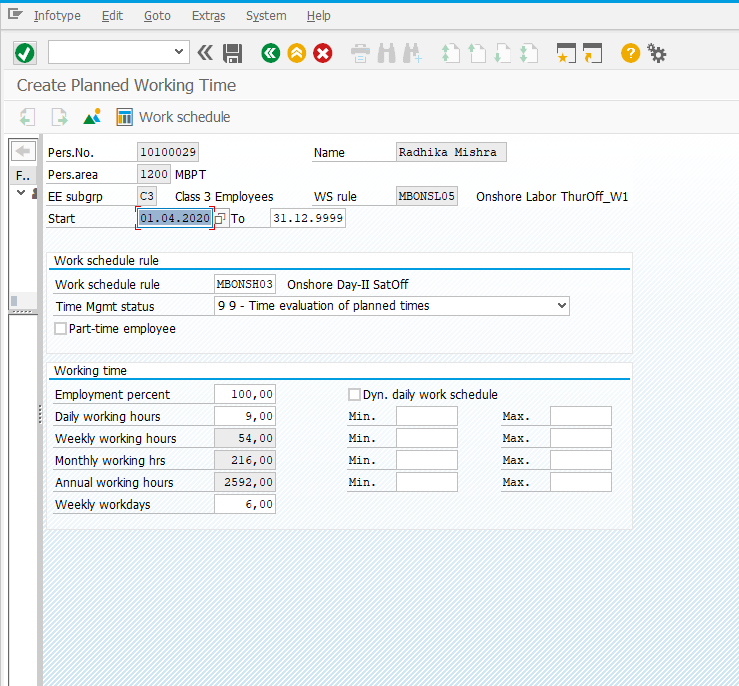 Infotype Edit Goto Extras System Help
Create Planned Working Time
Work schedule
Pers.No. 10100029 Name Radhika Mishra
Pers.area 1200 MBPT
F..
EE subgrp C3 Class 3 Employees WS rule MBONSL05 Onshore Labor ThurOff_W1
Start 01.04.2020 To 31.12.9999
Work schedule rule
Work schedule rule MBONSH03 Onshore Day-II SatOff
Time Mgmt status 9 9 - Time evaluation of planned times
Part-time employee
Working time
Employment percent 100,00 Dyn. daily work schedule
Daily working hours 9,00 Min. Max.
Weekly working hours 54,00 Min. Max.
Monthly working hrs 216,00 Min. Max.
Annual working hours 2592,00 Min. Max.
Weekly workdays 6,00